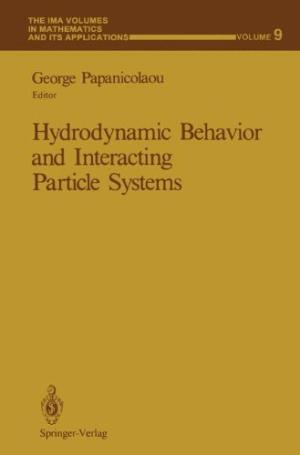 THE IMA VOLUMES
IN MATHEMATICS
AND ITS APPLICATIONS
VOLUME 9
George Papanicolaou
Editor
Hydrodynamic Behavior
and Interacting
Particle Systems
Springer-Verlag